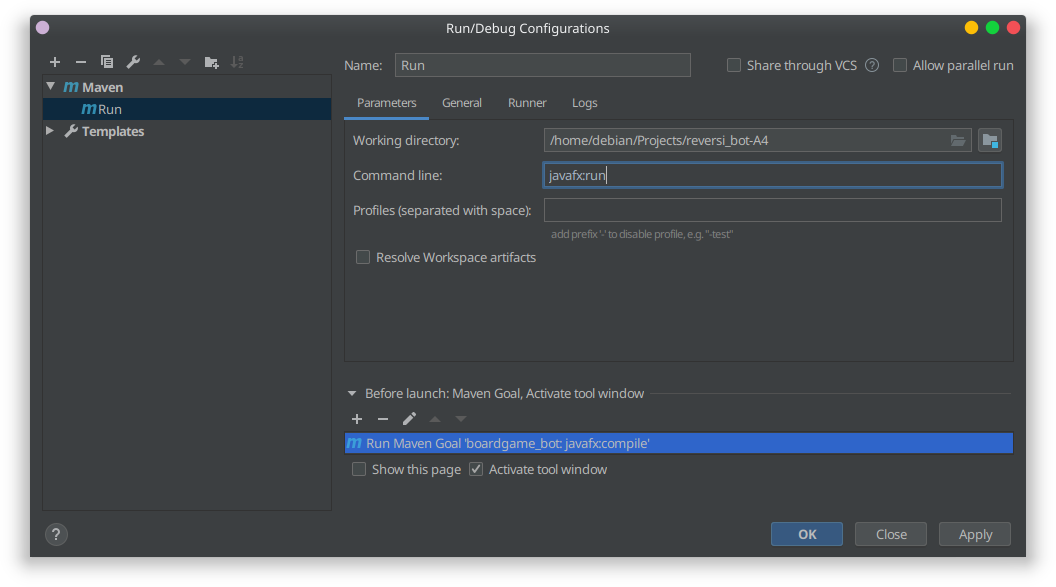 Run/Debug Configurations
Name: Run
Share through VCS ?
Allow parallel run
Maven
Run
Templates
Parameters General Runner Logs
Working directory: /home/debian/Projects/reversi_bot-A4
Command line: javafx:run
Profiles (separated with space):
add prefix '-' to disable profile, e.g. "-test"
Resolve Workspace artifacts
Before launch: Maven Goal, Activate tool window
Run Maven Goal 'boardgame_bot: javafx:compile'
Show this page Activate tool window
? OK Close Apply